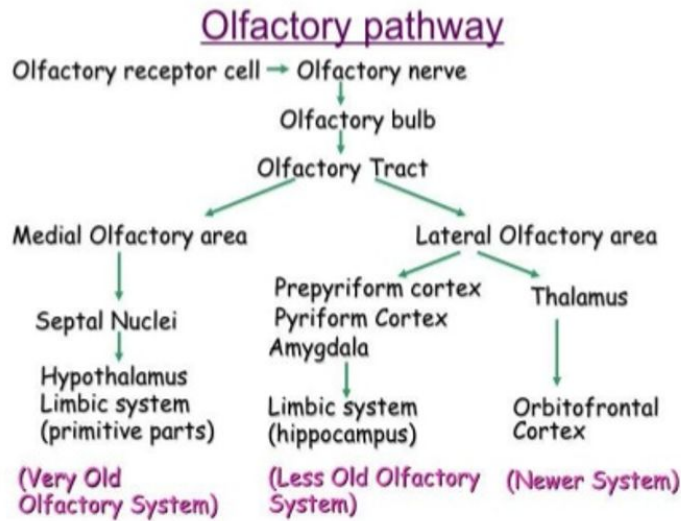 Olfactory pathway
Olfactory receptor cell → Olfactory nerve
Olfactory bulb
Olfactory Tract
Medial Olfactory area
Lateral Olfactory area
Septal Nuclei
Hypothalamus
Limbic system
(primitive parts)
(Very Old
Olfactory System)
Prepyriform cortex
Pyriform Cortex
Amygdala
Limbic system
(hippocampus)
(Less Old Olfactory
System)
Thalamus
Orbitofrontal
Cortex
(Newer System)